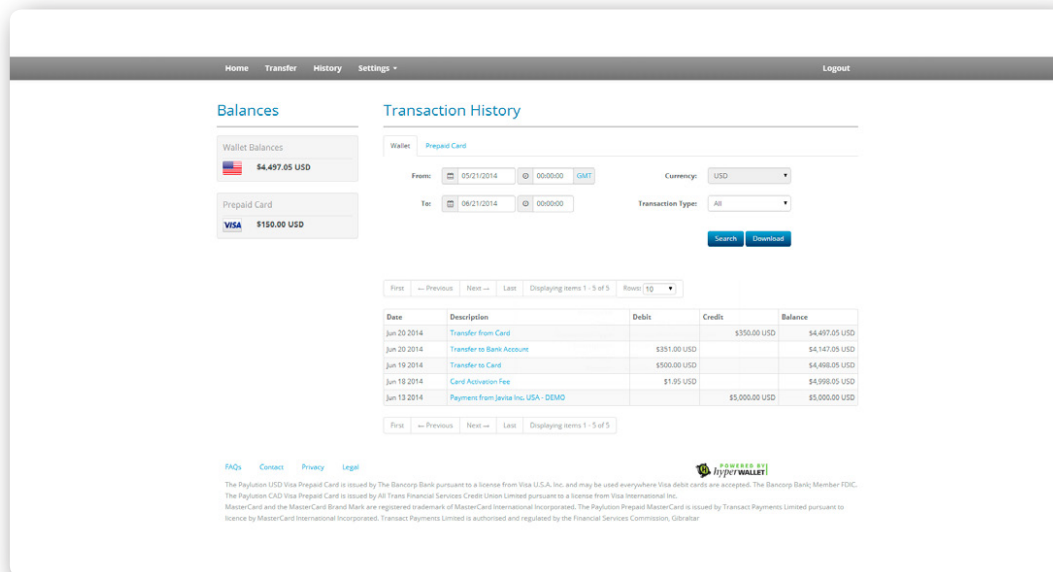 Home Transfer History Settings Logout
Balances
Wallet Balances
$4,497.05 USD
Prepaid Card
VISA $150.00 USD
Transaction History
Wallet Prepaid Card
From: 05/21/2014 00:00:00 GMT Currency: USD
To: 06/21/2014 00:00:00 Transaction Type: All
Search Download
First ← Previous Next → Last Displaying items 1 - 5 of 5 Rows: 10
Date Description Debit Credit Balance
Jun 20 2014 Transfer from Card $350.00 USD $4,497.05 USD
Jun 20 2014 Transfer to Bank Account $351.00 USD $4,147.05 USD
Jun 19 2014 Transfer to Card $500.00 USD $4,498.05 USD
Jun 18 2014 Card Activation Fee $1.95 USD $4,998.05 USD
Jun 13 2014 Payment from Javita Inc. USA - DEMO $5,000.00 USD $5,000.00 USD
First ← Previous Next → Last Displaying items 1 - 5 of 5
FAQs Contact Privacy Legal
POWERED BY
hyperWALLET
The Paylution USD Visa Prepaid Card is issued by The Bancorp Bank pursuant to a license from Visa U.S.A. Inc. and may be used everywhere Visa debit cards are accepted. The Bancorp Bank; Member FDIC.
The Paylution CAD Visa Prepaid Card is issued by All Trans Financial Services Credit Union Limited pursuant to a license from Visa International Inc.
MasterCard and the MasterCard Brand Mark are registered trademark of MasterCard International Incorporated. The Paylution Prepaid MasterCard is issued by Transact Payments Limited pursuant to
licence by MasterCard International Incorporated. Transact Payments Limited is authorised and regulated by the Financial Services Commission, Gibraltar